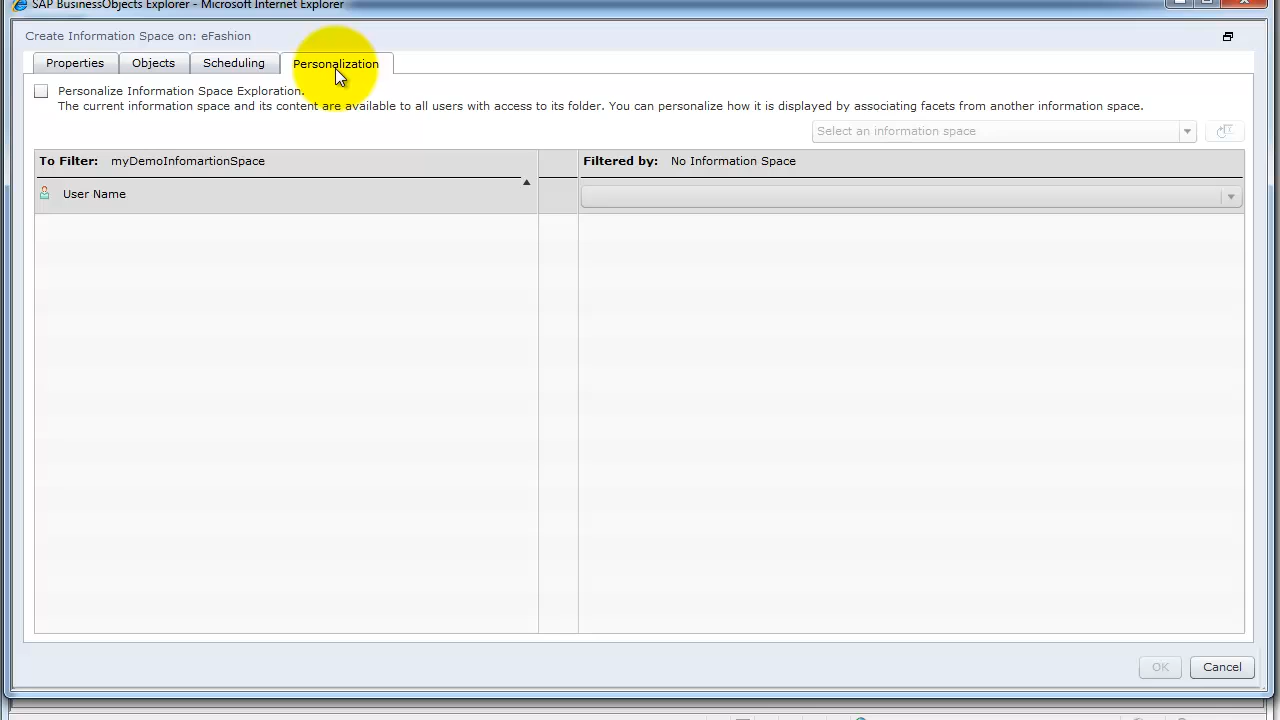 SAP BusinessObjects Explorer - Microsoft Internet Explorer
Create Information Space on: eFashion
Properties Objects Scheduling Personalization
Personalize Information Space Exploration.
The current information space and its content are available to all users with access to its folder. You can personalize how it is displayed by associating facets from another information space.
Select an information space
To Filter: myDemoInfomartionSpace Filtered by: No Information Space
User Name
OK Cancel